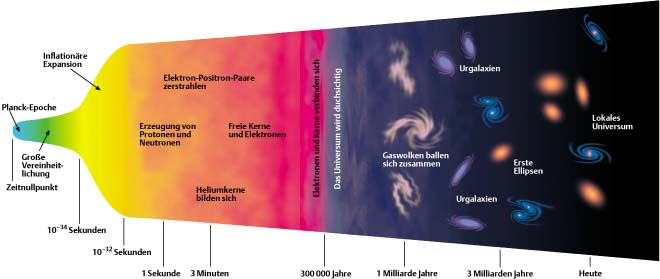 Inflationäre
Expansion
Planck-Epoche
Große
Vereinheit-
lichung
Zeitnullpunkt
Elektron-Positron-Paare
zerstrahlen
Erzeugung von
Protonen und
Neutronen
Freie Kerne
und Elektronen
Heliumkerne
bilden sich
Elektronen und Kerne verbinden sich
Das Universum wird duchsichtig
Gaswolken ballen
sich zusammen
Urgalaxien
Erste
Ellipsen
Urgalaxien
Lokales
Universum
10⁻³⁴ Sekunden
10⁻³² Sekunden
1 Sekunde
3 Minuten
300 000 Jahre
1 Milliarde Jahre
3 Milliarden Jahre
Heute